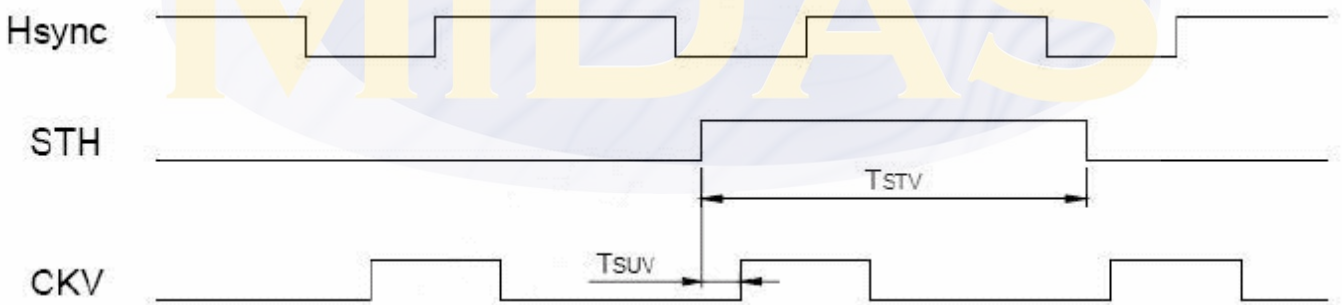 MIDAS
Hsync
STH
TSTV
TSUV
CKV